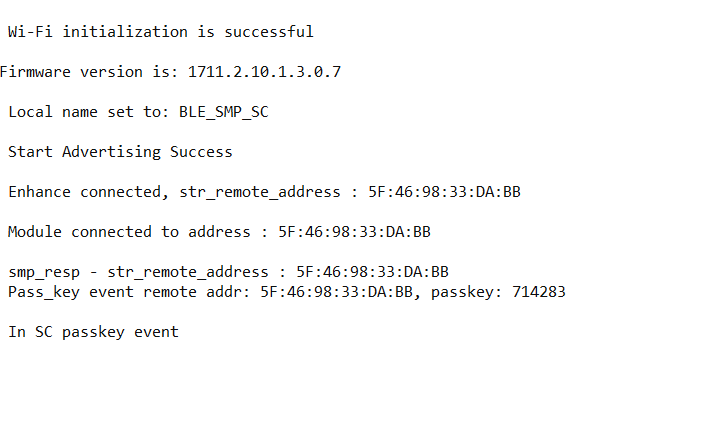 Wi-Fi initialization is successful
Firmware version is: 1711.2.10.1.3.0.7
Local name set to: BLE_SMP_SC
Start Advertising Success
Enhance connected, str_remote_address : 5F:46:98:33:DA:BB
Module connected to address : 5F:46:98:33:DA:BB
smp_resp - str_remote_address : 5F:46:98:33:DA:BB
Pass_key event remote addr: 5F:46:98:33:DA:BB, passkey: 714283
In SC passkey event